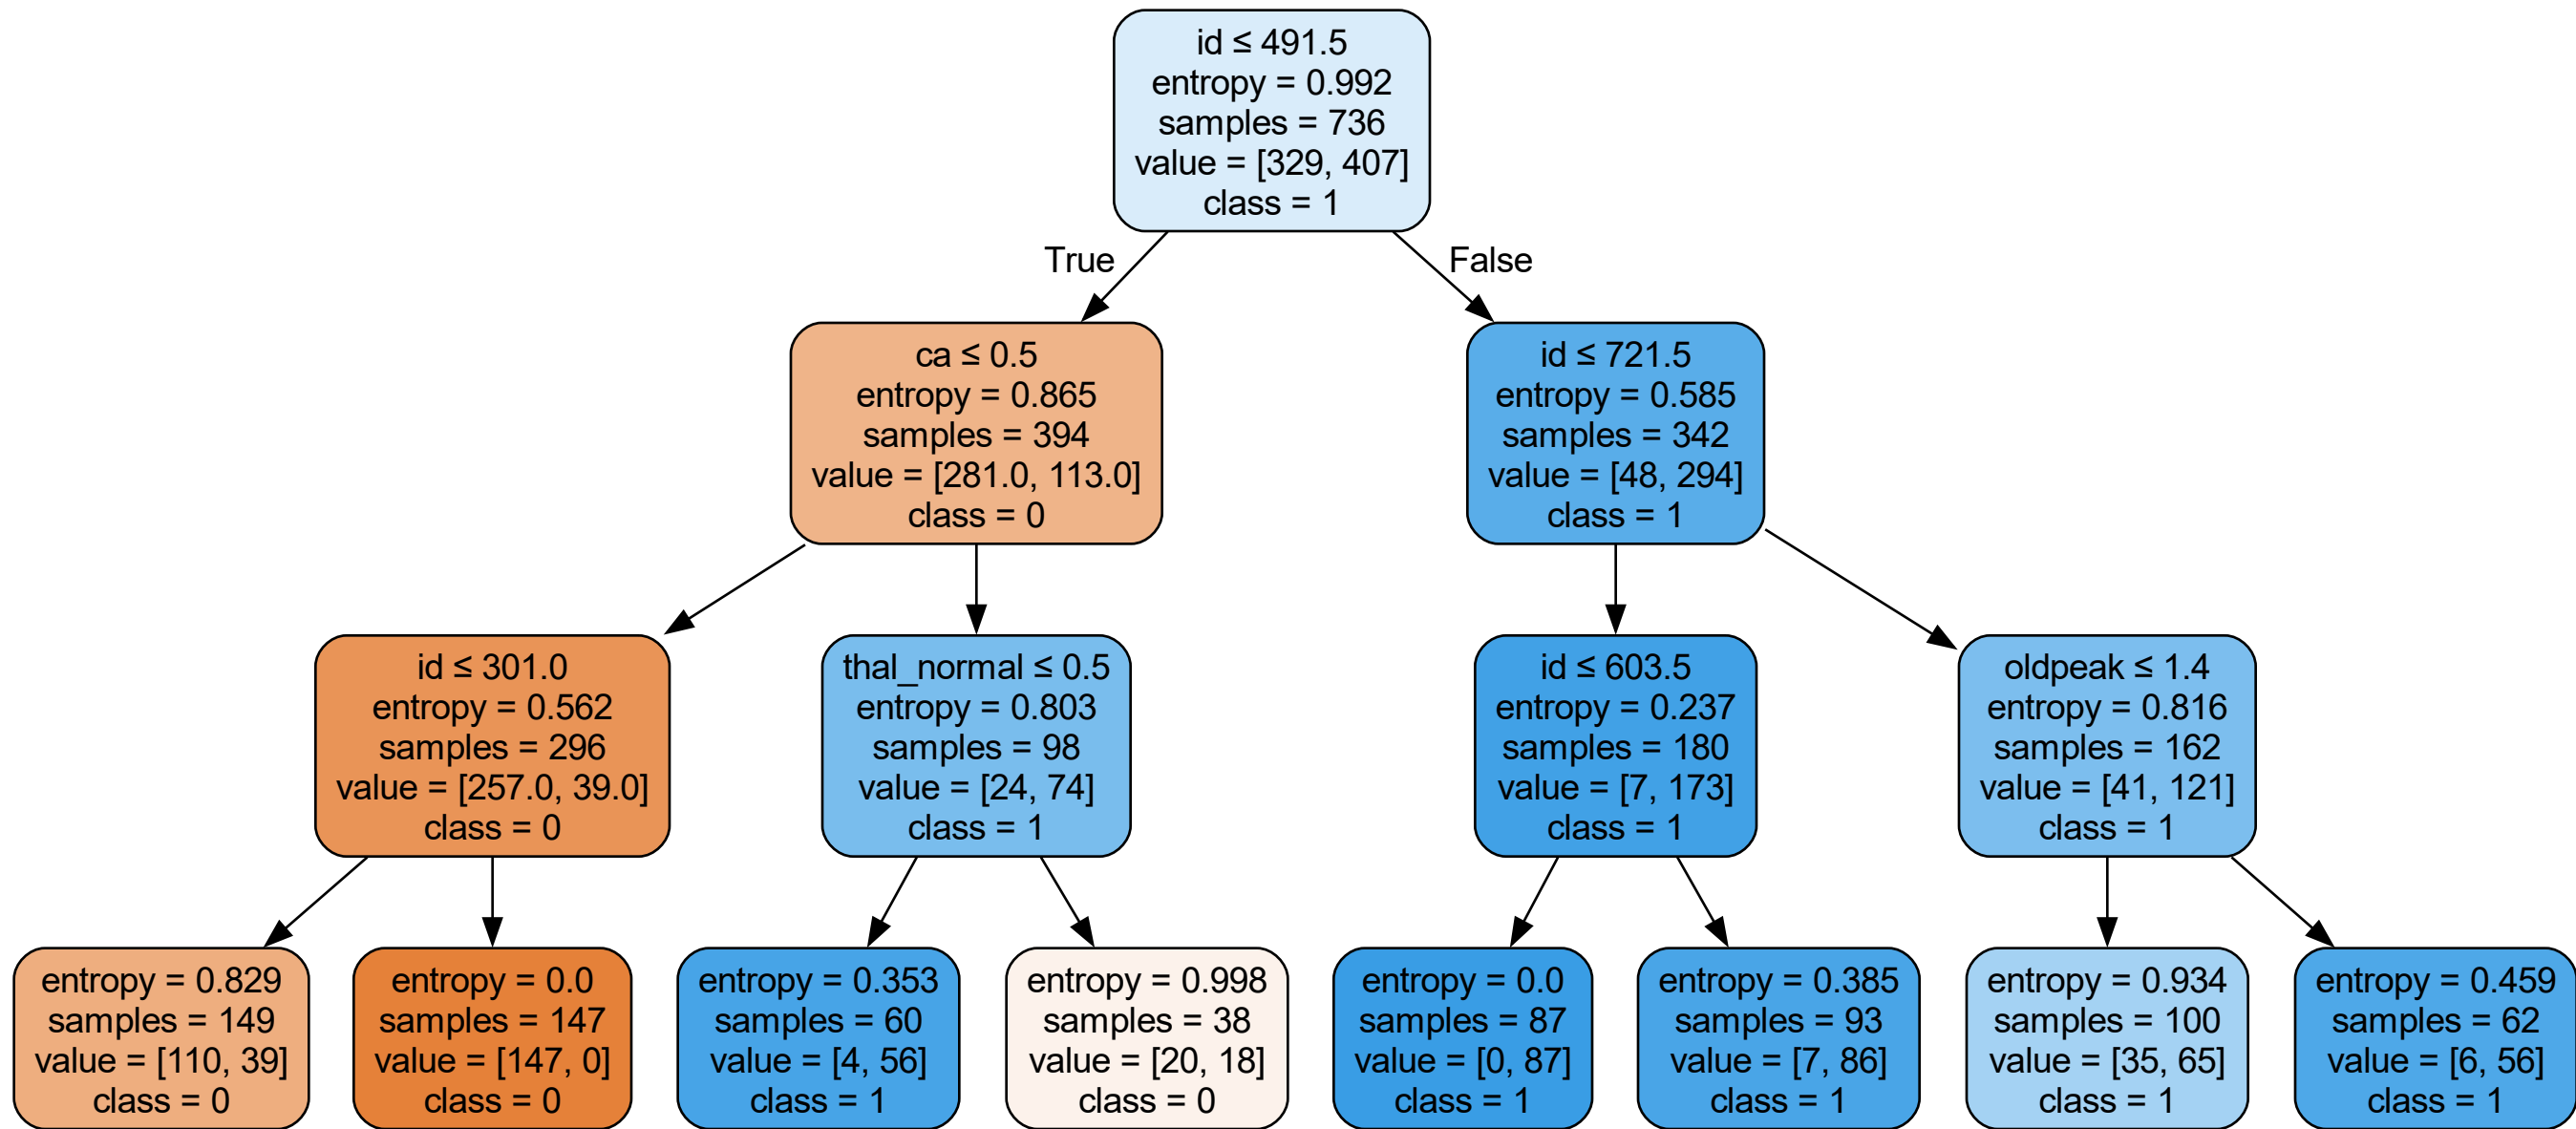 id ≤ 491.5
entropy = 0.992
samples = 736
value = [329, 407]
class = 1
True
False
ca ≤ 0.5
entropy = 0.865
samples = 394
value = [281.0, 113.0]
class = 0
id ≤ 721.5
entropy = 0.585
samples = 342
value = [48, 294]
class = 1
id ≤ 301.0
entropy = 0.562
samples = 296
value = [257.0, 39.0]
class = 0
thal_normal ≤ 0.5
entropy = 0.803
samples = 98
value = [24, 74]
class = 1
id ≤ 603.5
entropy = 0.237
samples = 180
value = [7, 173]
class = 1
oldpeak ≤ 1.4
entropy = 0.816
samples = 162
value = [41, 121]
class = 1
entropy = 0.829
samples = 149
value = [110, 39]
class = 0
entropy = 0.0
samples = 147
value = [147, 0]
class = 0
entropy = 0.353
samples = 60
value = [4, 56]
class = 1
entropy = 0.998
samples = 38
value = [20, 18]
class = 0
entropy = 0.0
samples = 87
value = [0, 87]
class = 1
entropy = 0.385
samples = 93
value = [7, 86]
class = 1
entropy = 0.934
samples = 100
value = [35, 65]
class = 1
entropy = 0.459
samples = 62
value = [6, 56]
class = 1